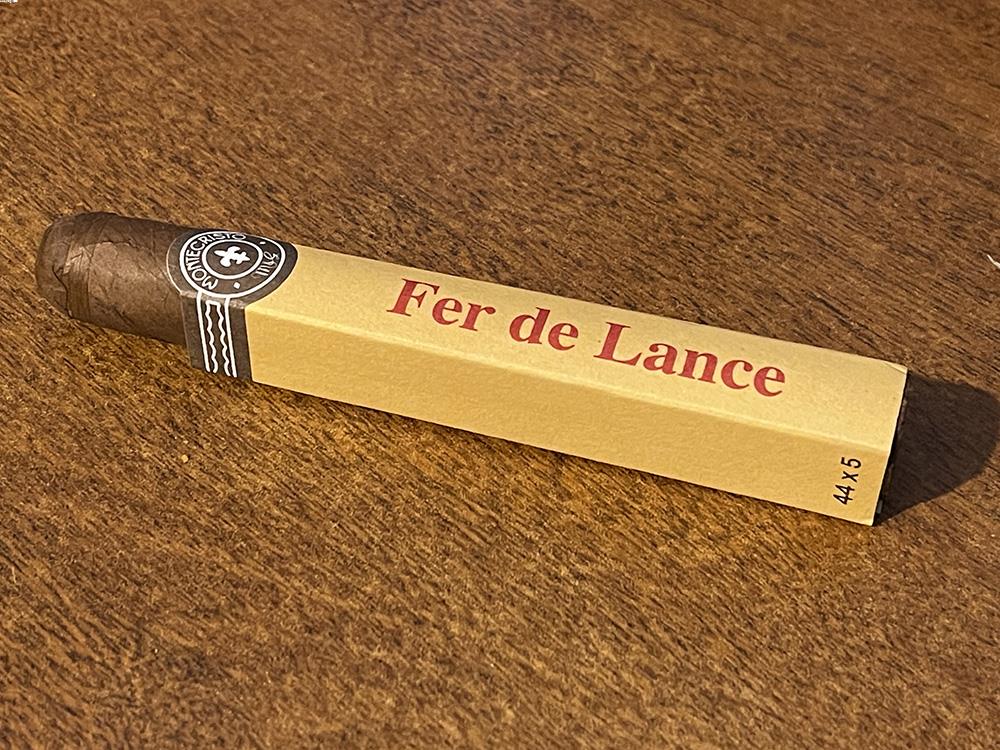 MONTECRISTO
Fer de Lance
44 x 5